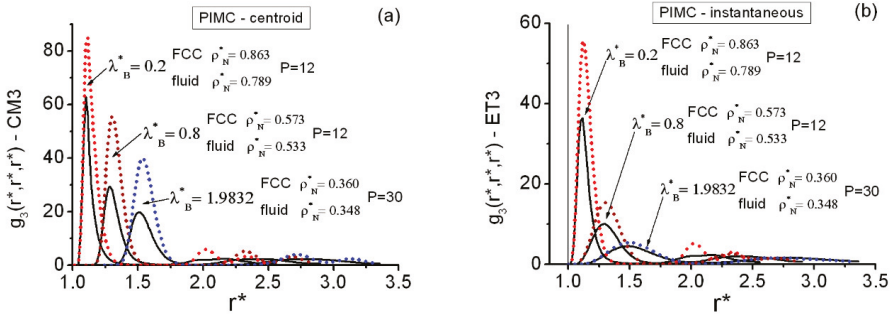 PIMC - centroid
(a)
g3(r*,r*,r*) - CM3
80
60
40
20
0
1.0 1.5 2.0 2.5 3.0 3.5
r*
λ*B = 0.2
FCC ρ*N = 0.863
fluid ρ*N = 0.789
P=12
λ*B = 0.8
FCC ρ*N = 0.573
fluid ρ*N = 0.533
P=12
λ*B = 1.9832
FCC ρ*N = 0.360
fluid ρ*N = 0.348
P=30
PIMC - instantaneous
(b)
g3(r*,r*,r*) - ET3
60
40
20
0
1.0 1.5 2.0 2.5 3.0 3.5
r*
λ*B = 0.2
FCC ρ*N = 0.863
fluid ρ*N = 0.789
P=12
λ*B = 0.8
FCC ρ*N = 0.573
fluid ρ*N = 0.533
P=12
λ*B = 1.9832
FCC ρ*N = 0.360
fluid ρ*N = 0.348
P=30